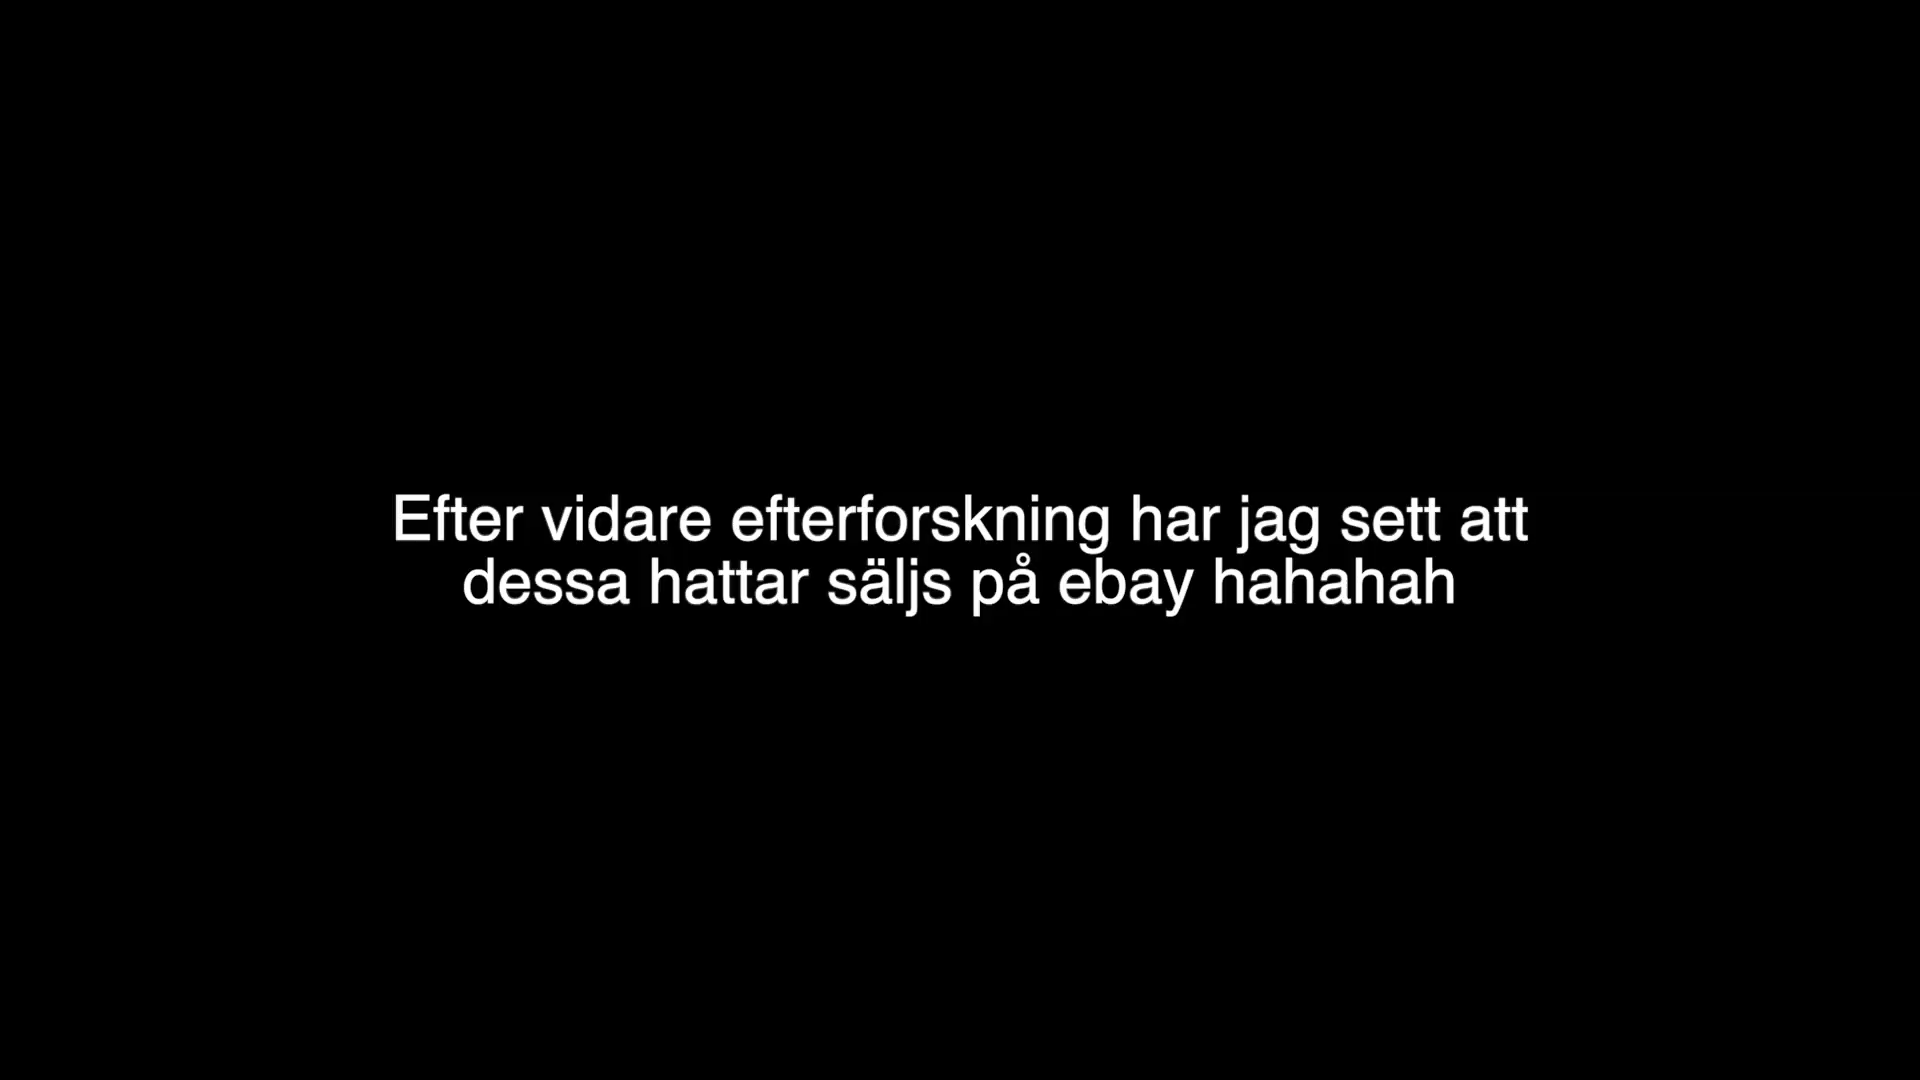 Efter vidare efterforskning har jag sett att
dessa hattar säljs på ebay hahahah